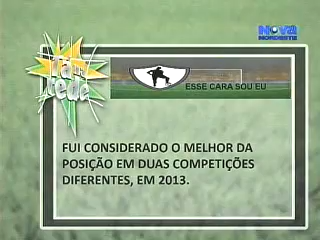 NOVA
NORDESTE
Tá na
rede
ESSE CARA SOU EU
FUI CONSIDERADO O MELHOR DA
POSIÇÃO EM DUAS COMPETIÇÕES
DIFERENTES, EM 2013.